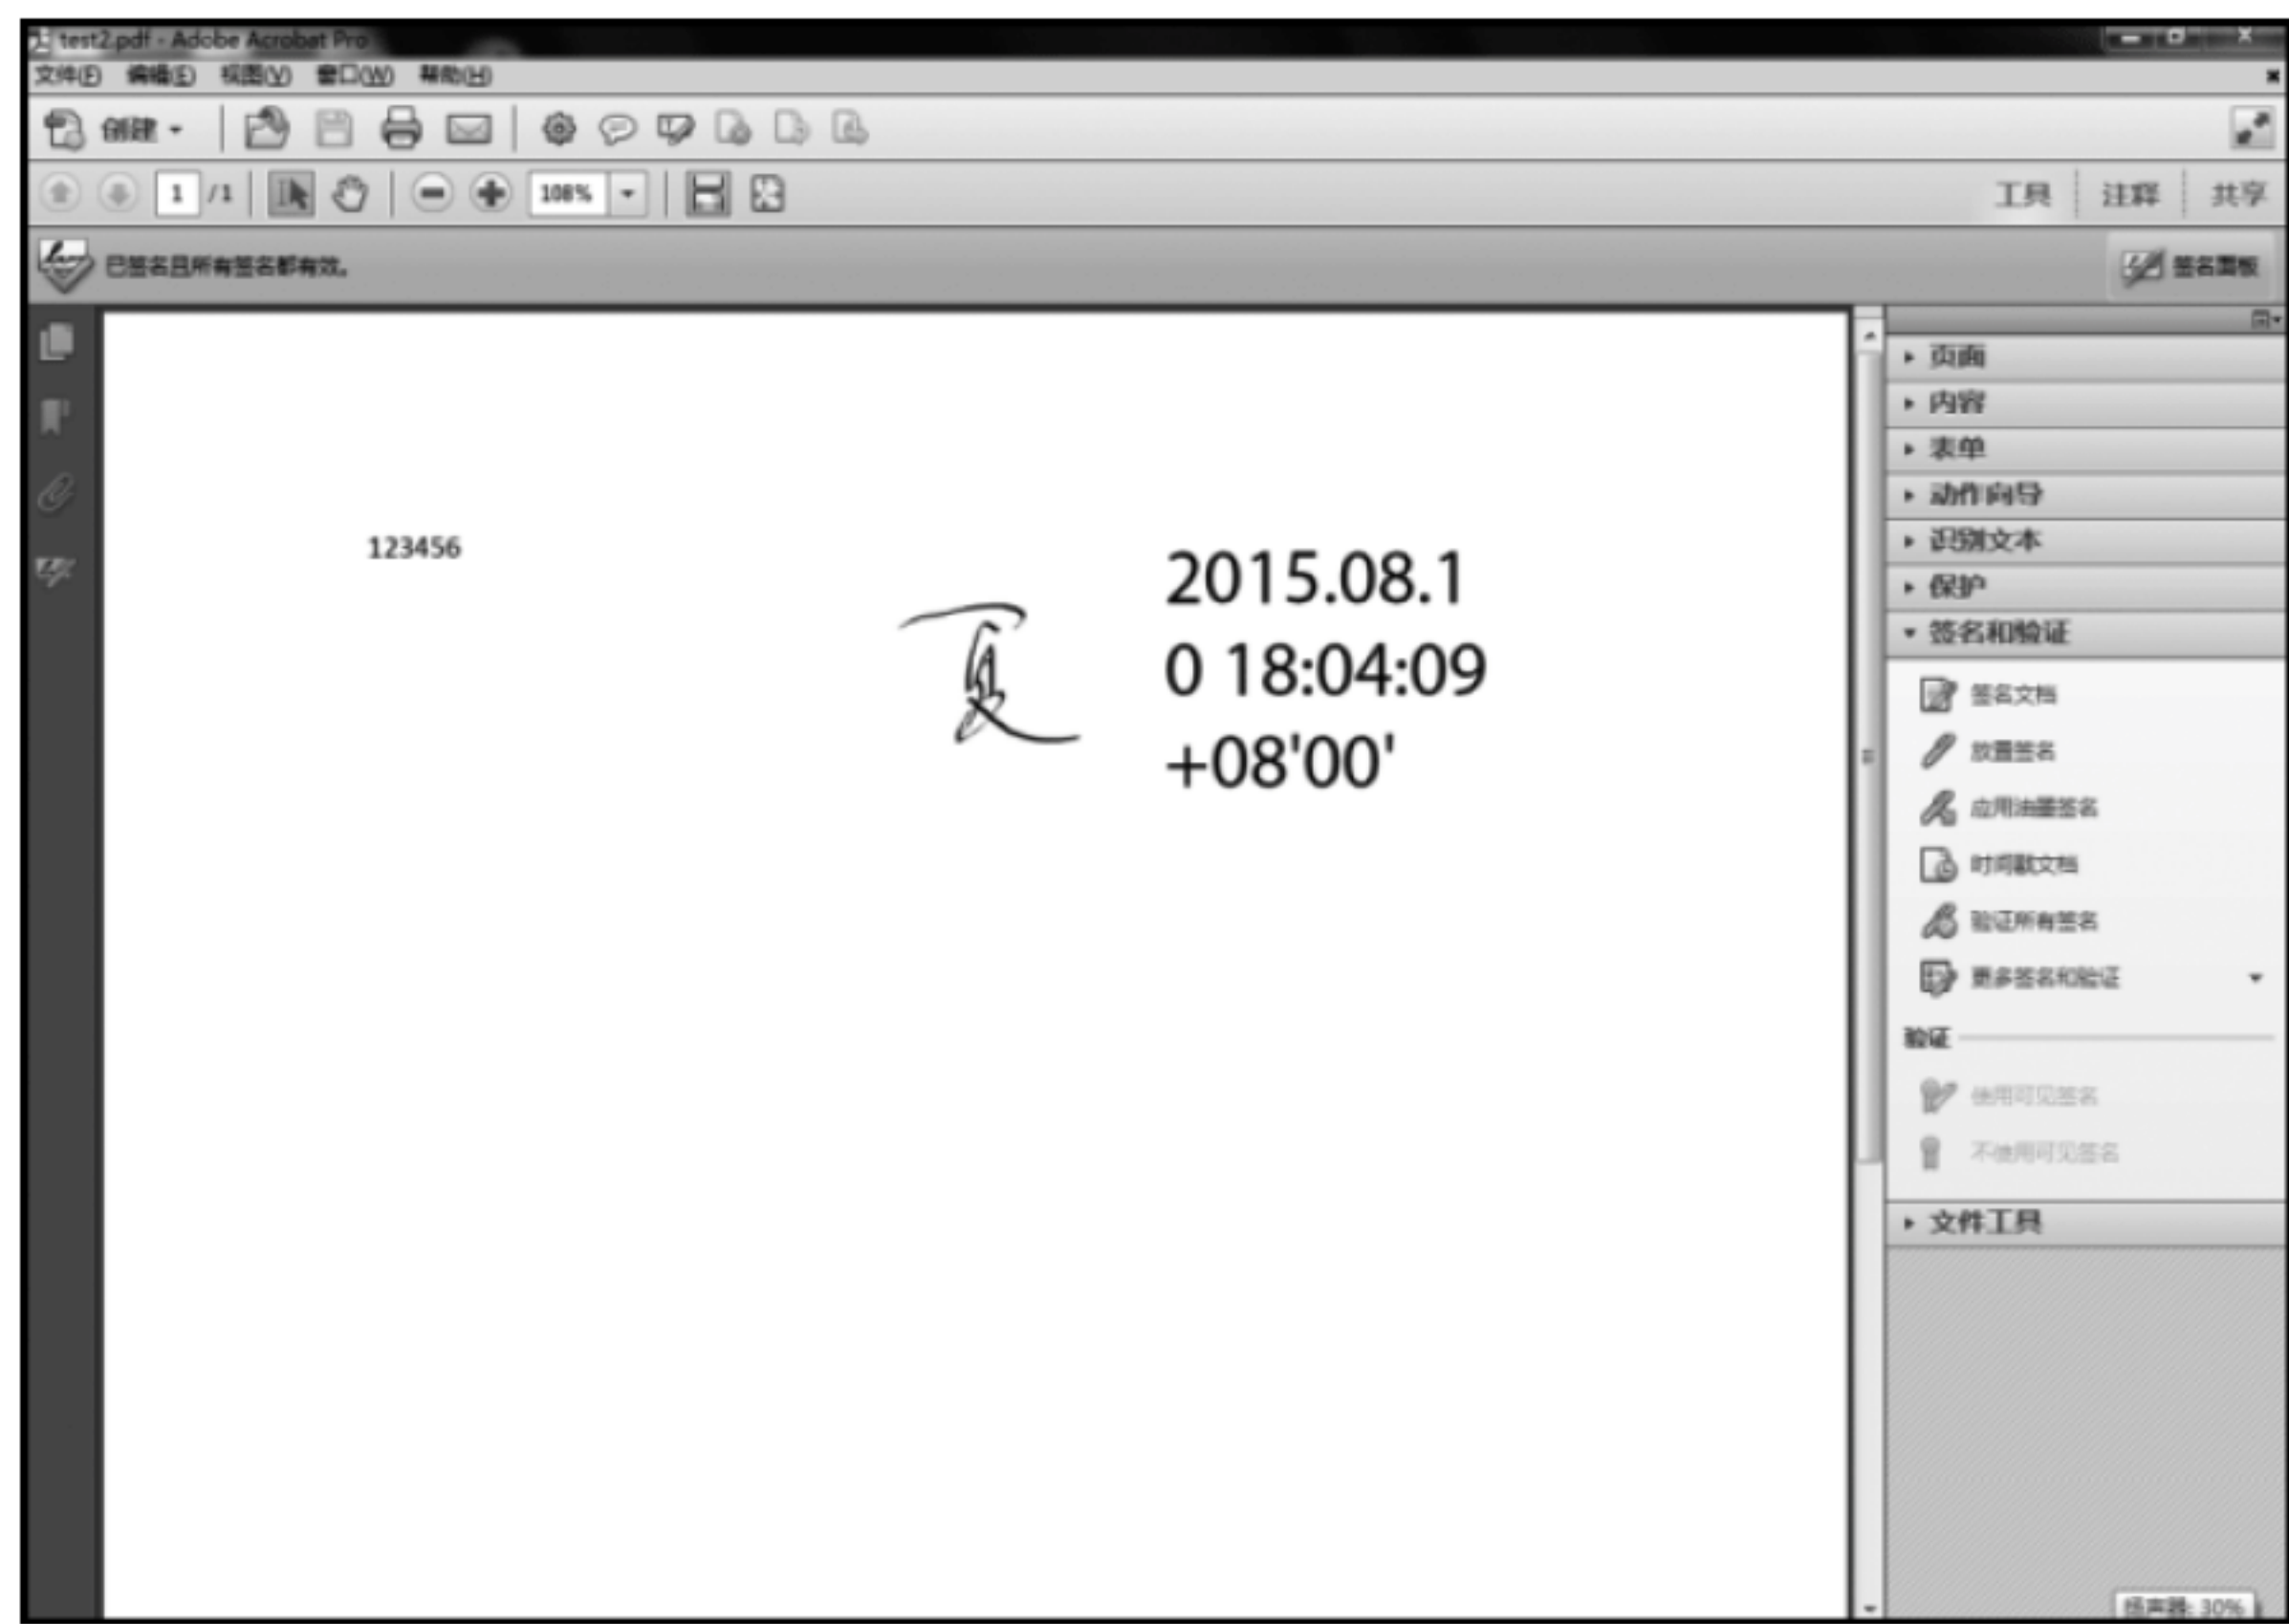 test2.pdf - Adobe Acrobat Pro
文件(F) 编辑(E) 视图(V) 窗口(W) 帮助(H)
创建
1 /1 108% 工具 注释 共享
已签名且所有签名都有效。 签名面板
页面
内容
表单
动作向导
识别文本
保护
签名和验证
签名文档
放置签名
应用油墨签名
时间戳文档
验证所有签名
更多签名和验证
验证
使用可见签名
不使用可见签名
文件工具
123456
夏
2015.08.1
0 18:04:09
+08'00'
扬声器: 30%